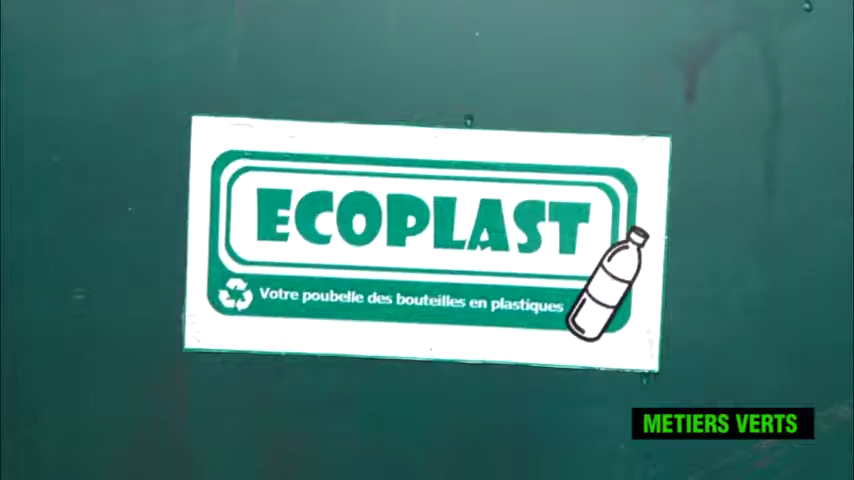 ECOPLAST
Votre poubelle des bouteilles en plastiques
METIERS VERTS